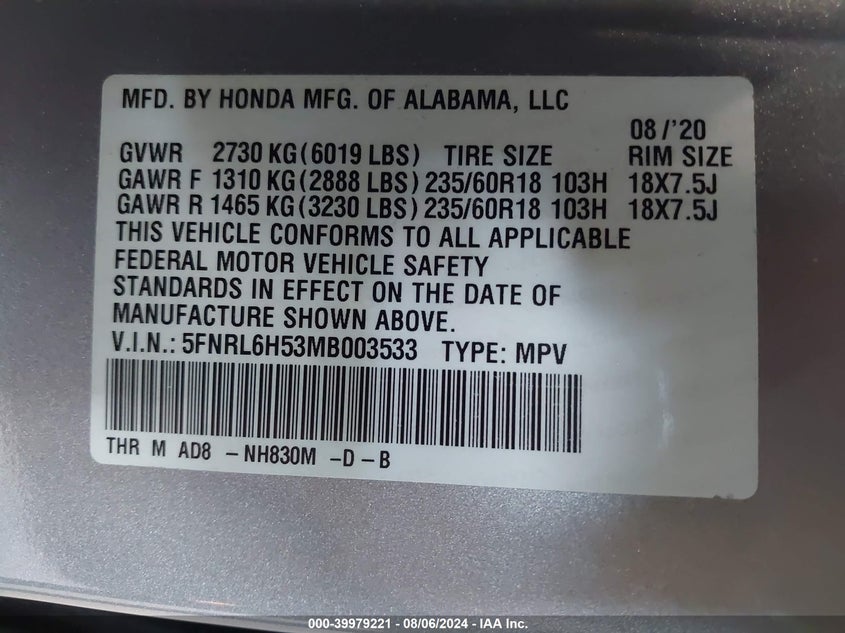 MFD. BY HONDA MFG. OF ALABAMA, LLC
08 /'20
GVWR 2730 KG (6019 LBS) TIRE SIZE RIM SIZE
GAWR F 1310 KG (2888 LBS) 235/60R18 103H 18X7.5J
GAWR R 1465 KG (3230 LBS) 235/60R18 103H 18X7.5J
THIS VEHICLE CONFORMS TO ALL APPLICABLE
FEDERAL MOTOR VEHICLE SAFETY
STANDARDS IN EFFECT ON THE DATE OF
MANUFACTURE SHOWN ABOVE.
V.I.N.: 5FNRL6H53MB003533 TYPE: MPV
THR M AD8 – NH830M –D –B
000-39979221 - 08/06/2024 - IAA Inc.